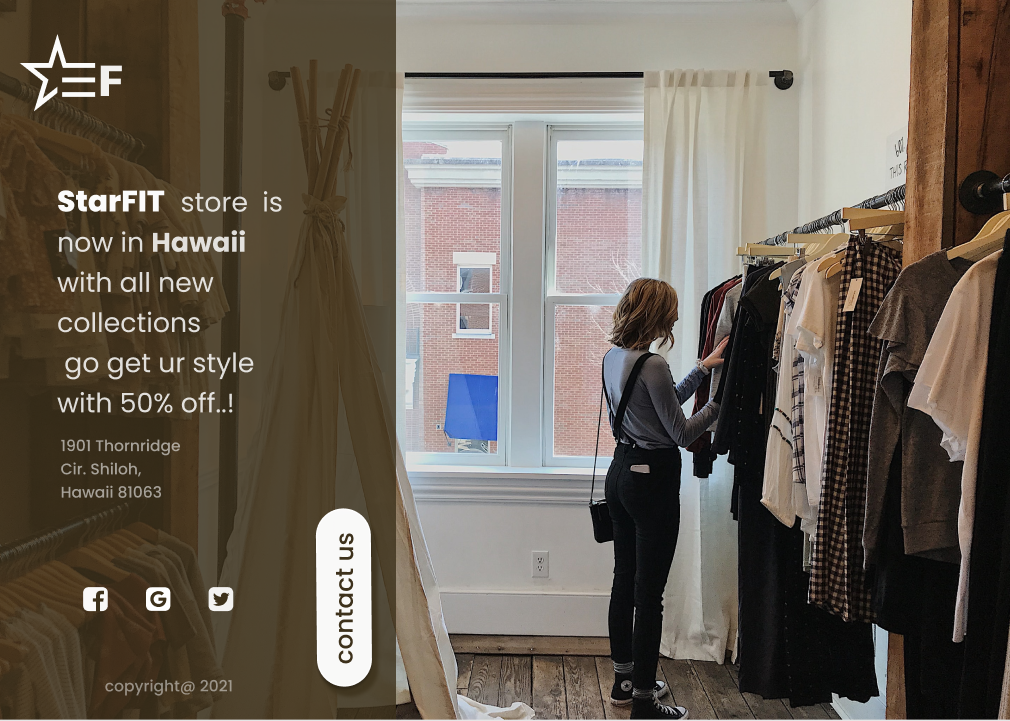 F
StarFIT store is
now in Hawaii
with all new
collections
go get ur style
with 50% off..!
1901 Thornridge
Cir. Shiloh,
Hawaii 81063
contact us
copyright@ 2021
THIS